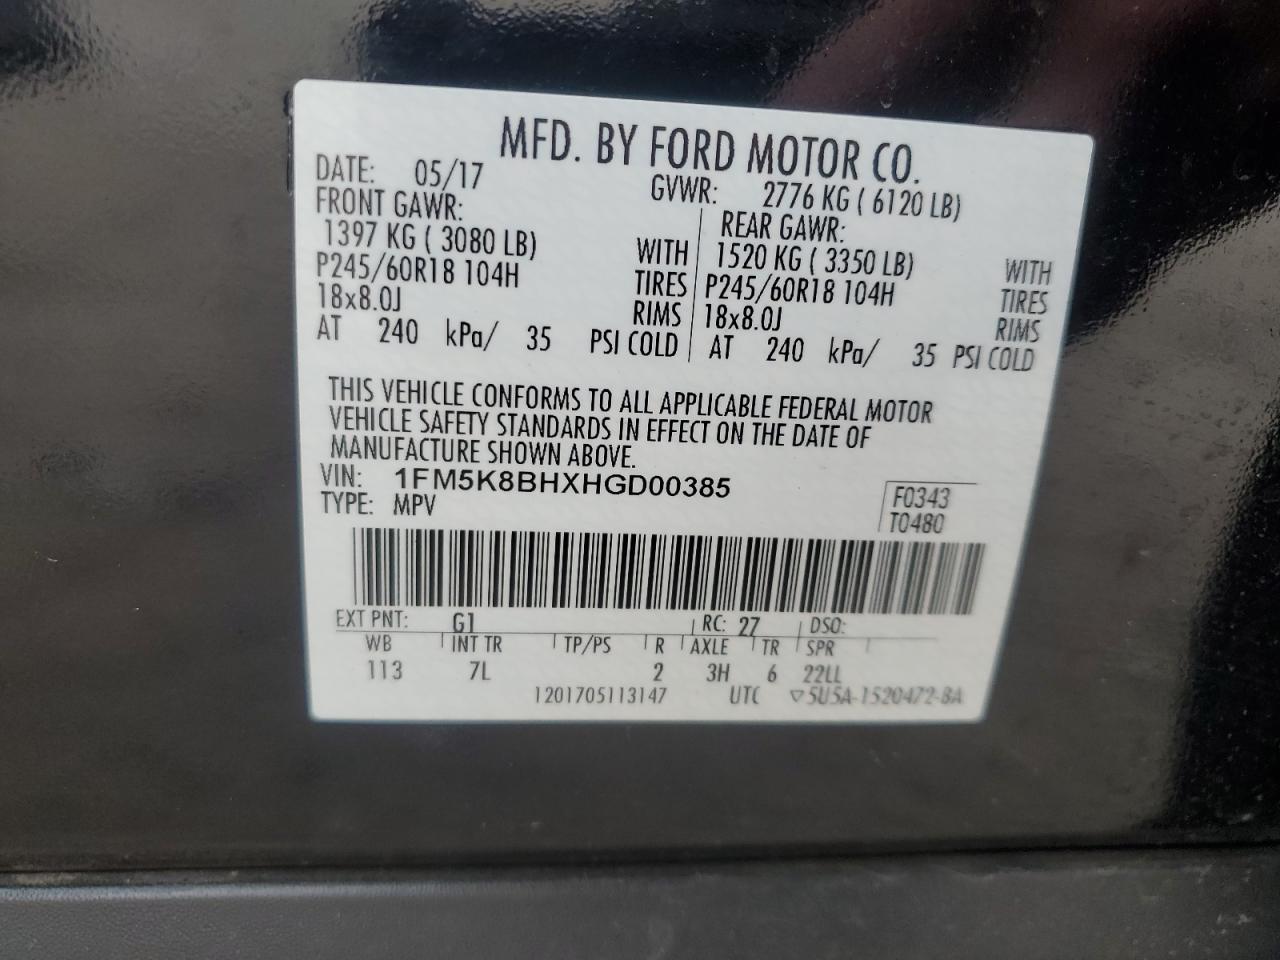 MFD. BY FORD MOTOR CO.
DATE: 05/17 GVWR: 2776 KG ( 6120 LB)
FRONT GAWR: REAR GAWR:
1397 KG ( 3080 LB) WITH 1520 KG ( 3350 LB) WITH
P245/60R18 104H TIRES P245/60R18 104H TIRES
18x8.0J RIMS 18x8.0J RIMS
AT 240 kPa/ 35 PSI COLD AT 240 kPa/ 35 PSI COLD
THIS VEHICLE CONFORMS TO ALL APPLICABLE FEDERAL MOTOR
VEHICLE SAFETY STANDARDS IN EFFECT ON THE DATE OF
MANUFACTURE SHOWN ABOVE.
VIN: 1FM5K8BHXHGD00385
TYPE: MPV
F0343
T0480
EXT PNT: G1 RC: 27 DSO:
WB INT TR TP/PS R AXLE TR SPR
113 7L 2 3H 6 22LL
1201705113147 UTC ▽5U5A-1520472-BA